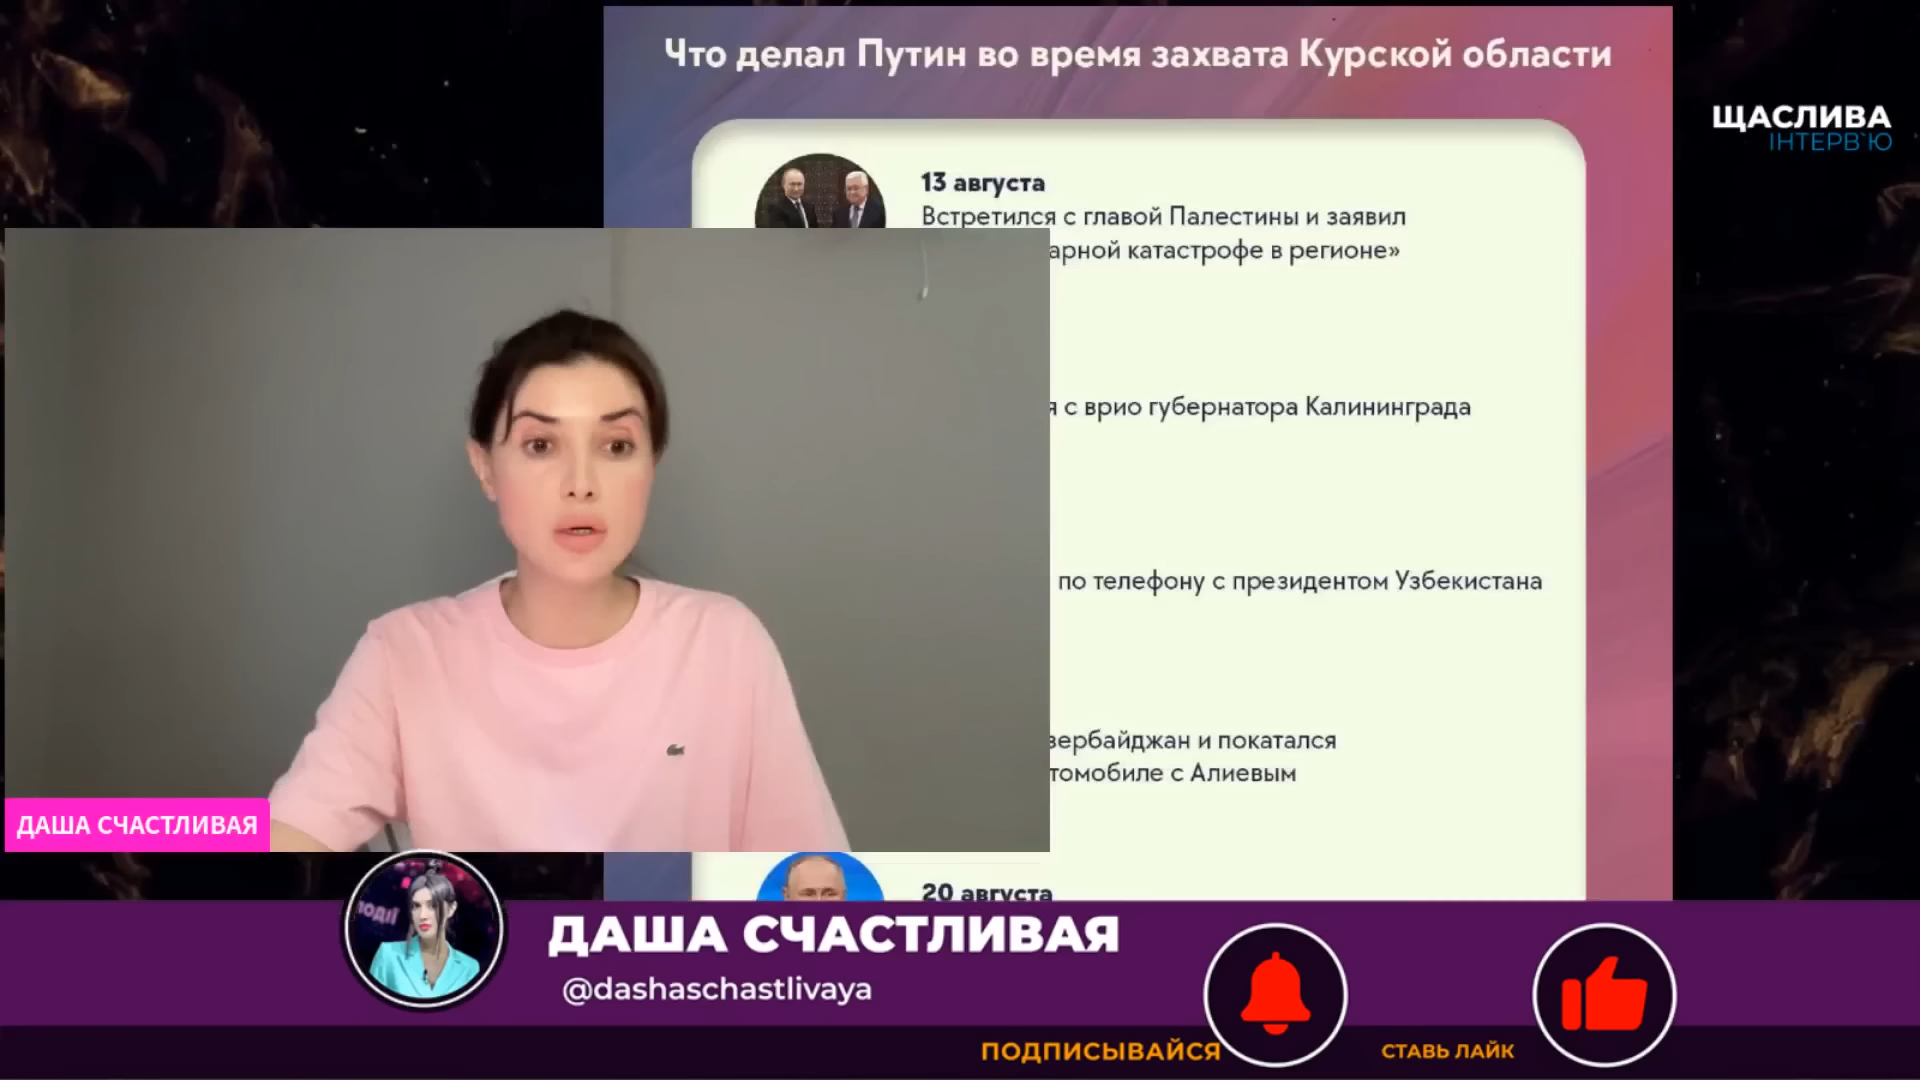 Что делал Путин во время захвата Курской области
ЩАСЛИВА
ІНТЕРВ`Ю
13 августа
Встретился с главой Палестины и заявил
арной катастрофе в регионе»
я с врио губернатора Калининграда
по телефону с президентом Узбекистана
зербайджан и покатался
томобиле с Алиевым
ДАША СЧАСТЛИВАЯ
20 августа
ПОДІЇ
ДАША СЧАСТЛИВАЯ
@dashaschastlivaya
ПОДПИСЫВАЙСЯ
СТАВЬ ЛАЙК